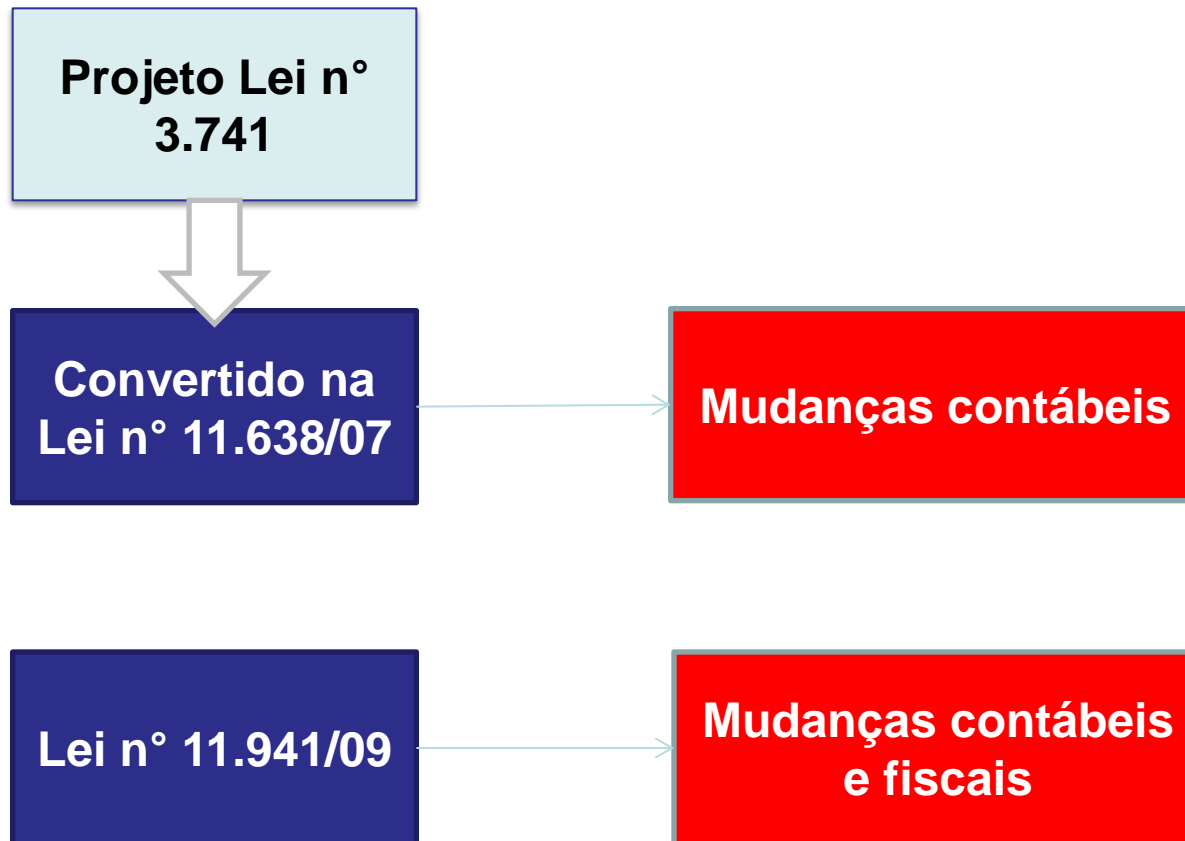 Projeto Lei n°
3.741
Convertido na
Lei n° 11.638/07
Mudanças contábeis
Lei n° 11.941/09
Mudanças contábeis
e fiscais